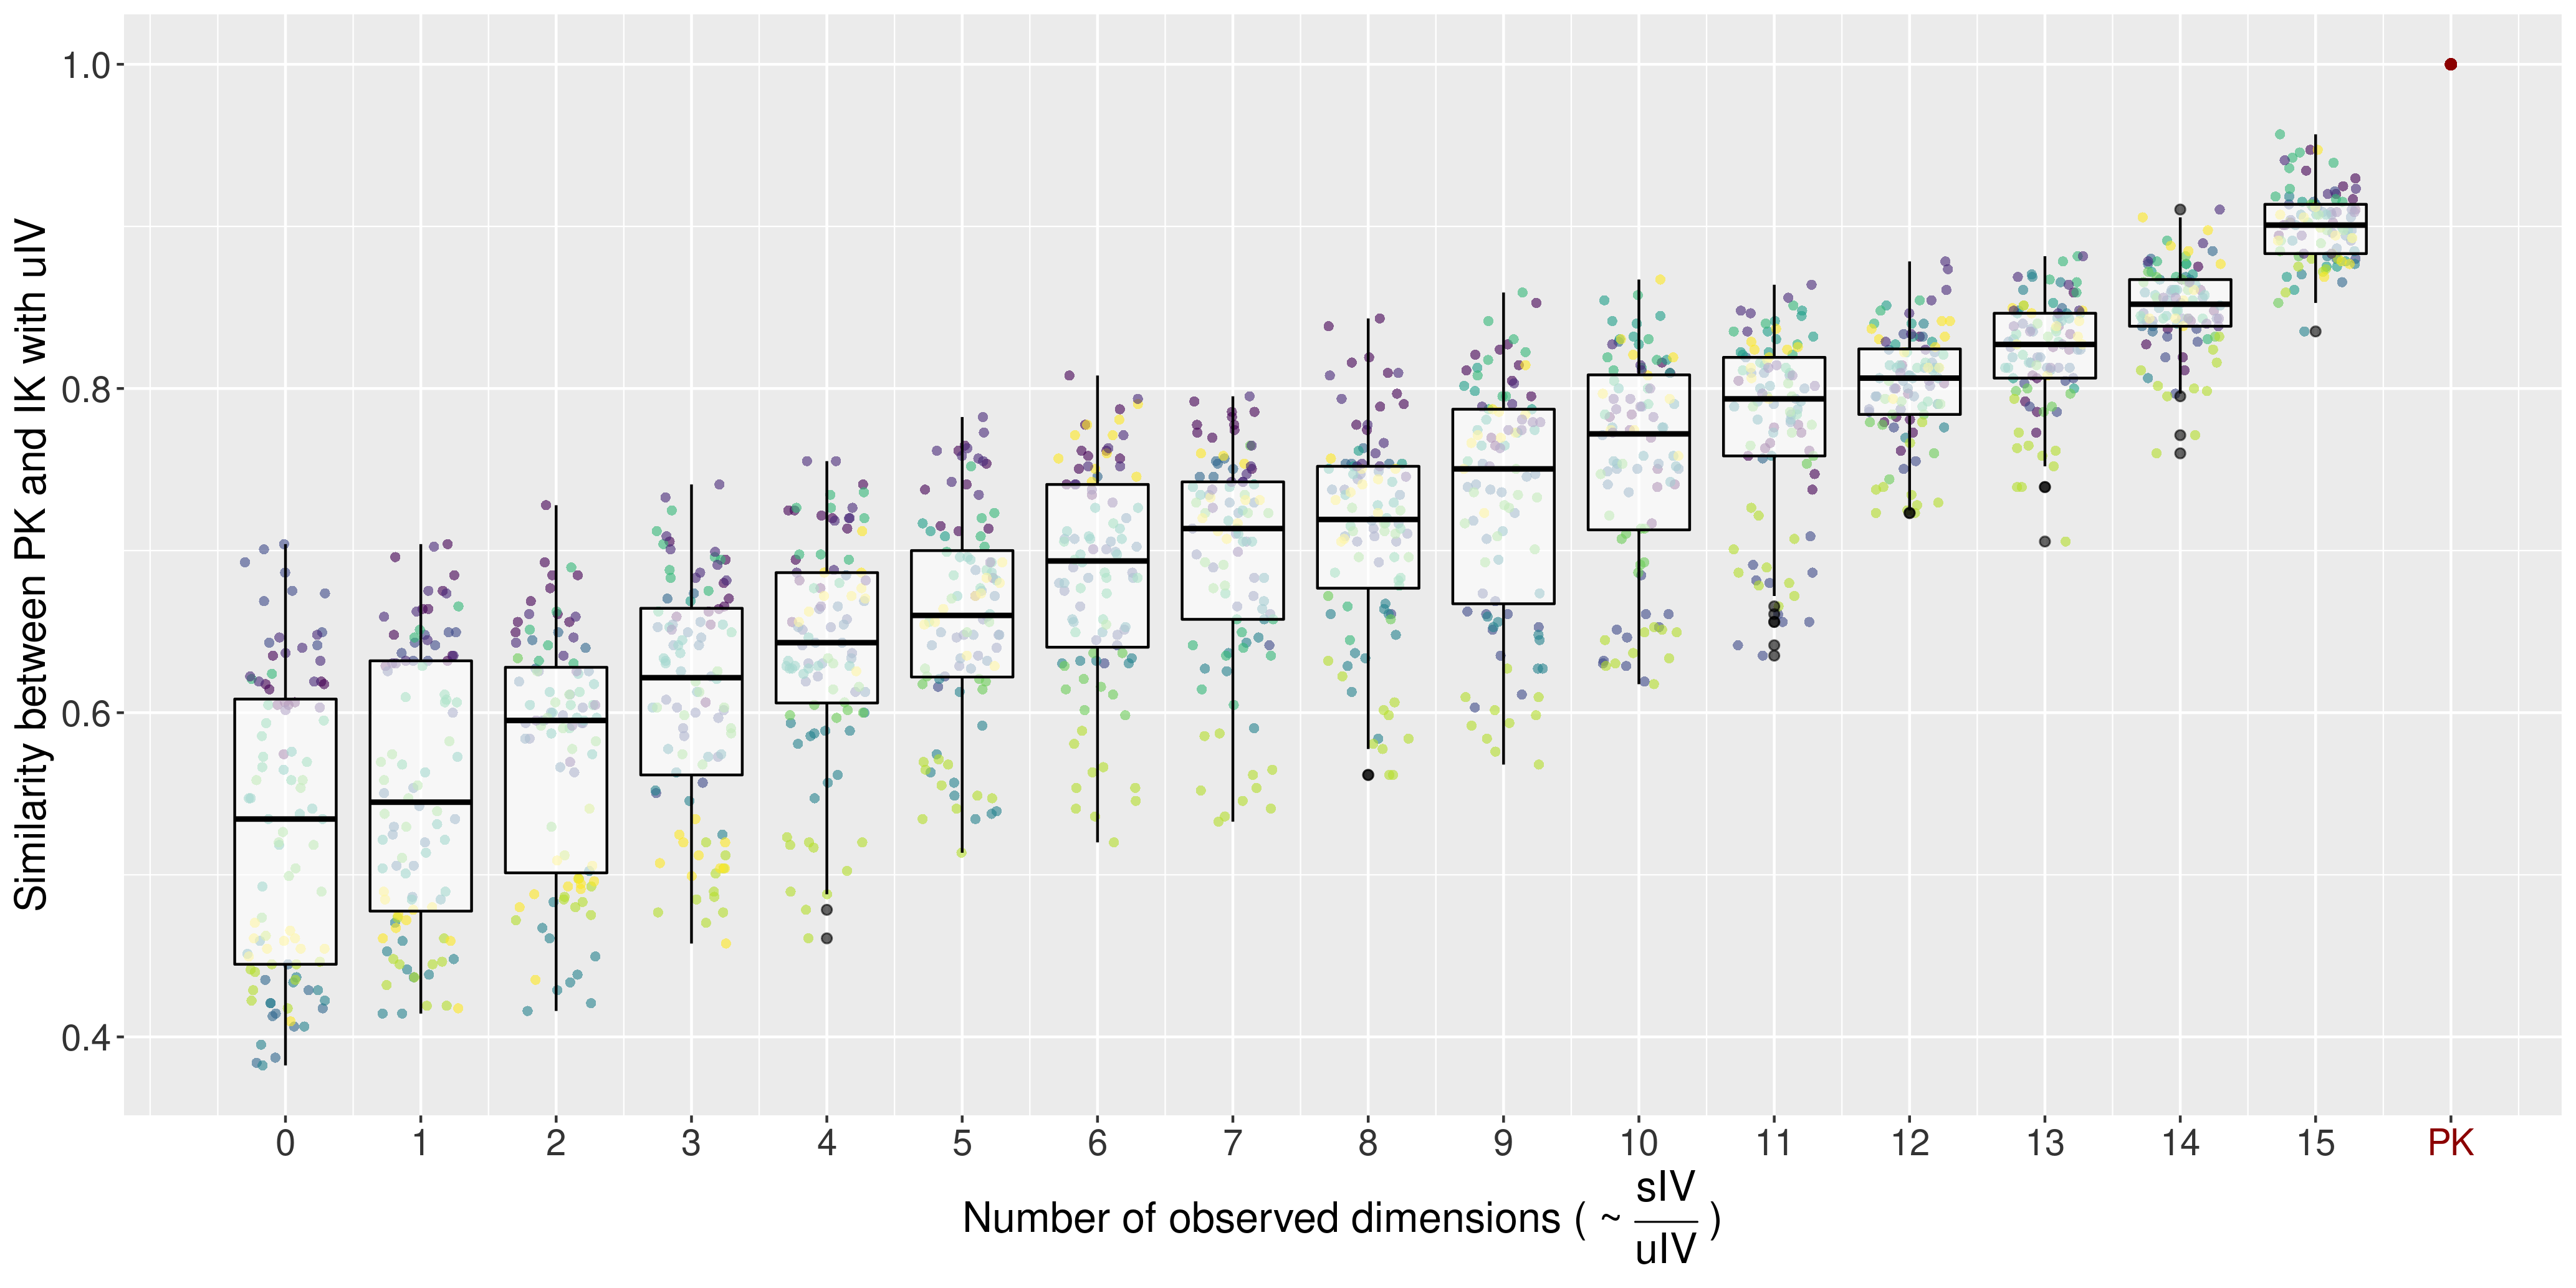 Similarity between PK and IK with uIV
1.0
0.8
0.6
0.4
0 1 2 3 4 5 6 7 8 9 10 11 12 13 14 15 PK
Number of observed dimensions ( ~ sIV / uIV )